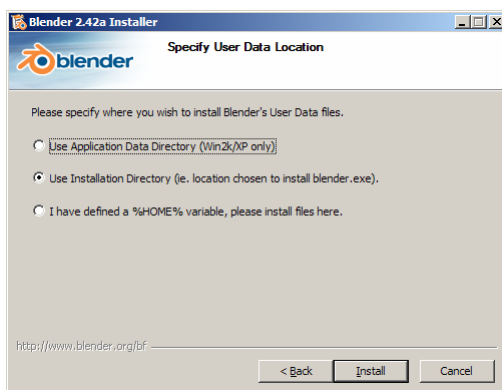 Blender 2.42a Installer
blender
Specify User Data Location
Please specify where you wish to install Blender's User Data files.
Use Application Data Directory (Win2k/XP only)
Use Installation Directory (ie. location chosen to install blender.exe).
I have defined a %HOME% variable, please install files here.
http://www.blender.org/bf
< Back
Install
Cancel